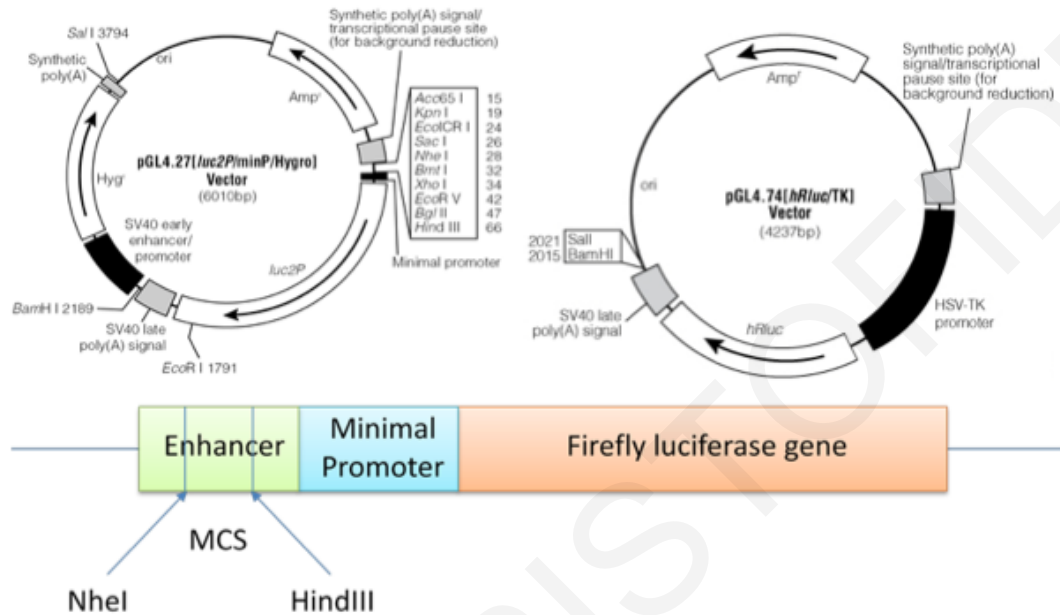 Synthetic poly(A) signal/
transcriptional pause site
(for background reduction)
Sal I 3794
Synthetic
poly(A)
ori
Ampʳ
Acc65 I 15
Kpn I 19
EcoICR I 24
Sac I 26
Nhe I 28
Bmt I 32
Xho I 34
EcoR V 42
Bgl II 47
Hind III 66
pGL4.27[luc2P/minP/Hygro]
Vector
(6010bp)
Hygʳ
SV40 early
enhancer/
promoter
luc2P
Minimal promoter
BamH I 2189
SV40 late
poly(A) signal
EcoR I 1791
Ampʳ
Synthetic poly(A)
signal/transcriptional
pause site (for
background reduction)
ori
pGL4.74[hRluc/TK]
Vector
(4237bp)
2021 SalI
2015 BamHI
SV40 late
poly(A) signal
hRluc
HSV-TK
promoter
Enhancer
Minimal
Promoter
Firefly luciferase gene
MCS
NheI
HindIII